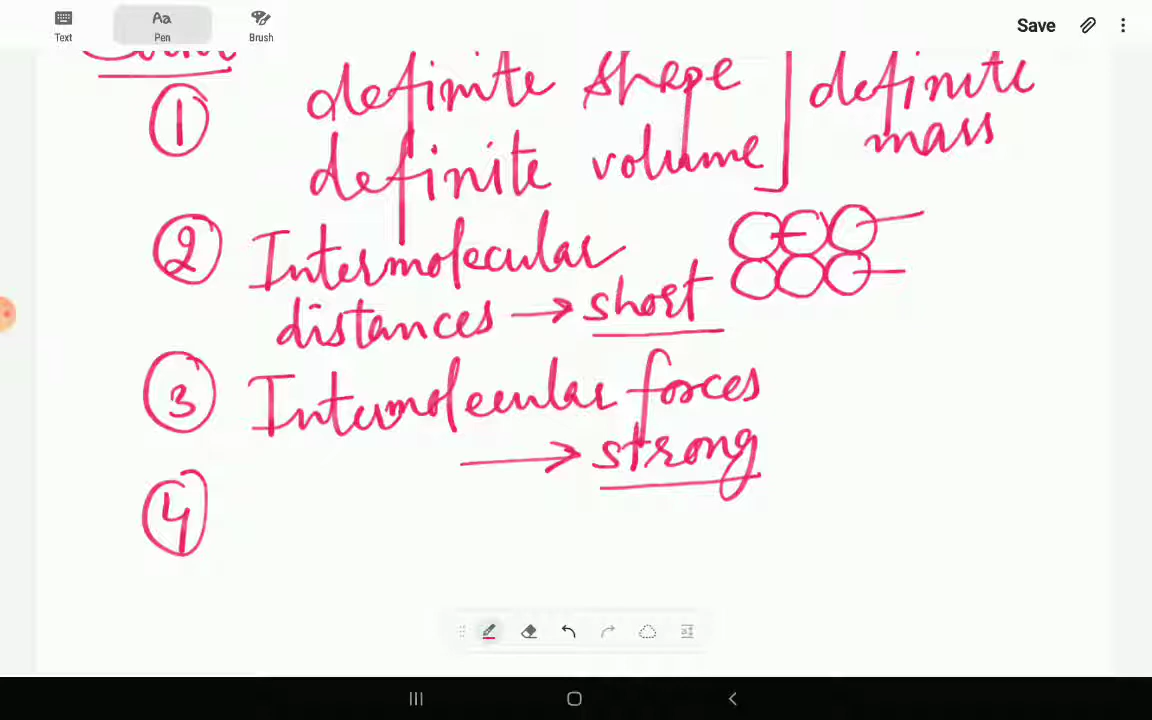 Text
Aa
Pen
Brush
Save
① definite shape definite
definite volume mass
② Intermolecular
distances → short
③ Intermolecular forces
→ strong
④